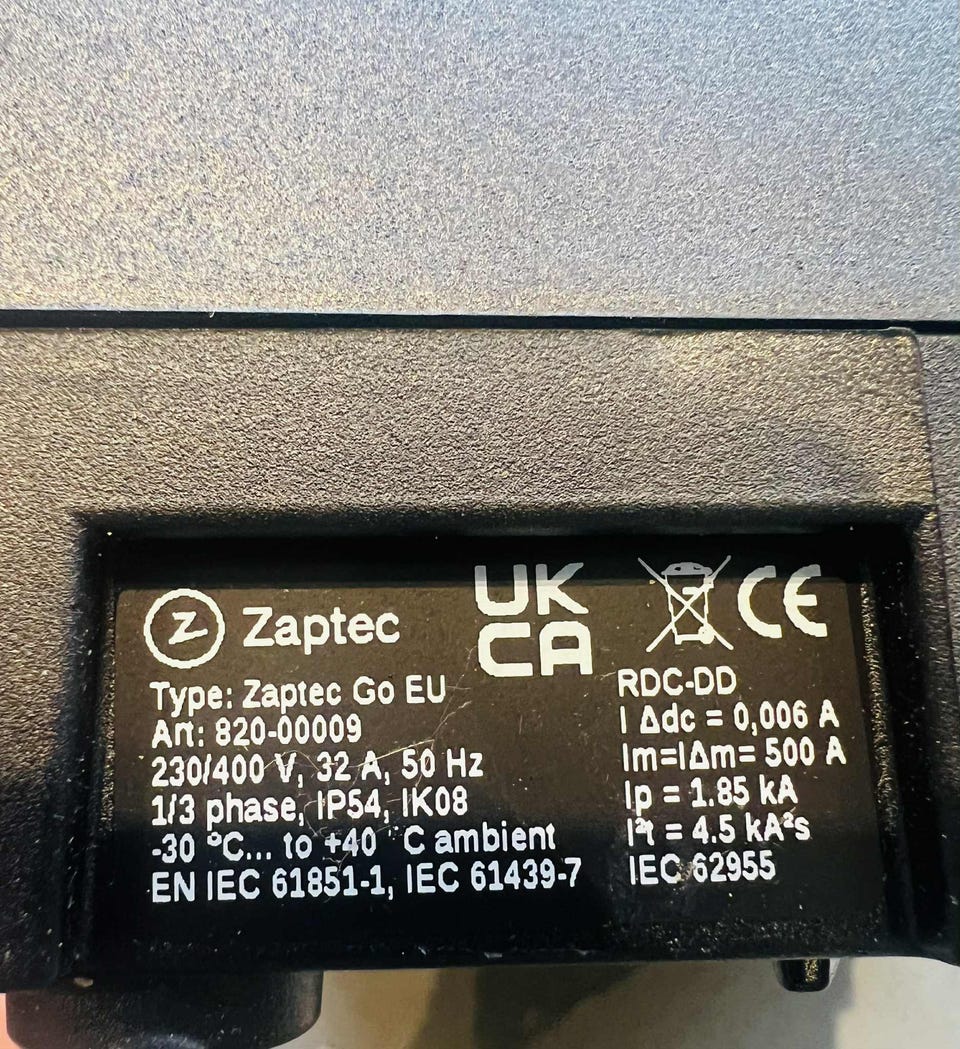 Zaptec
UK
CA
CE
Type: Zaptec Go EU
Art: 820-00009
230/400 V, 32 A, 50 Hz
1/3 phase, IP54, IK08
-30 °C... to +40 °C ambient
EN IEC 61851-1, IEC 61439-7
RDC-DD
I Δdc = 0,006 A
Im=IΔm= 500 A
Ip = 1.85 kA
I²t = 4.5 kA²s
IEC 62955